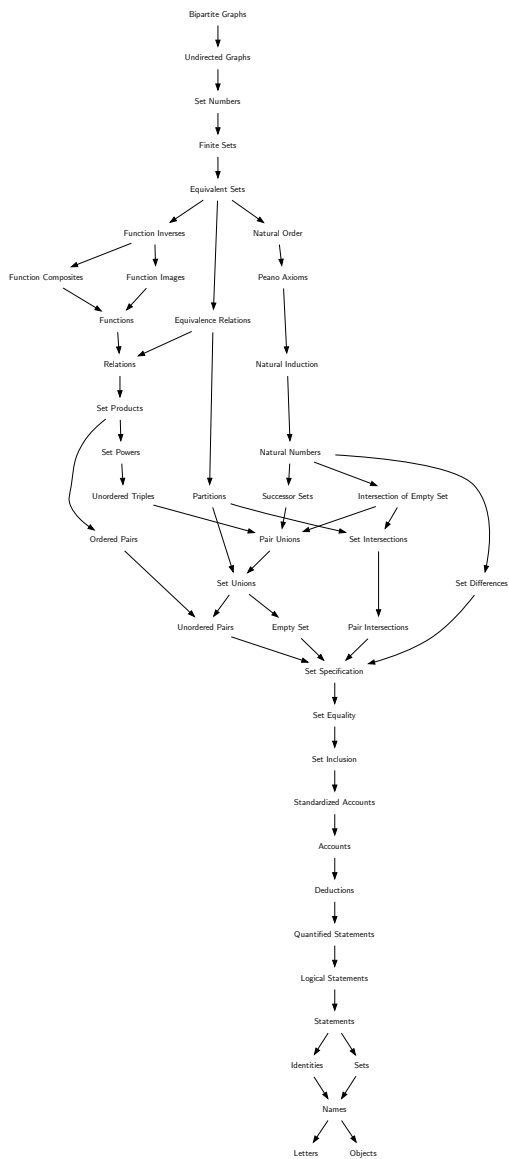 Bipartite Graphs
Undirected Graphs
Set Numbers
Finite Sets
Equivalent Sets
Function Inverses
Natural Order
Function Composites
Function Images
Peano Axioms
Functions
Equivalence Relations
Relations
Natural Induction
Set Products
Set Powers
Natural Numbers
Unordered Triples
Partitions
Successor Sets
Intersection of Empty Set
Ordered Pairs
Pair Unions
Set Intersections
Set Unions
Set Differences
Unordered Pairs
Empty Set
Pair Intersections
Set Specification
Set Equality
Set Inclusion
Standardized Accounts
Accounts
Deductions
Quantified Statements
Logical Statements
Statements
Identities
Sets
Names
Letters
Objects